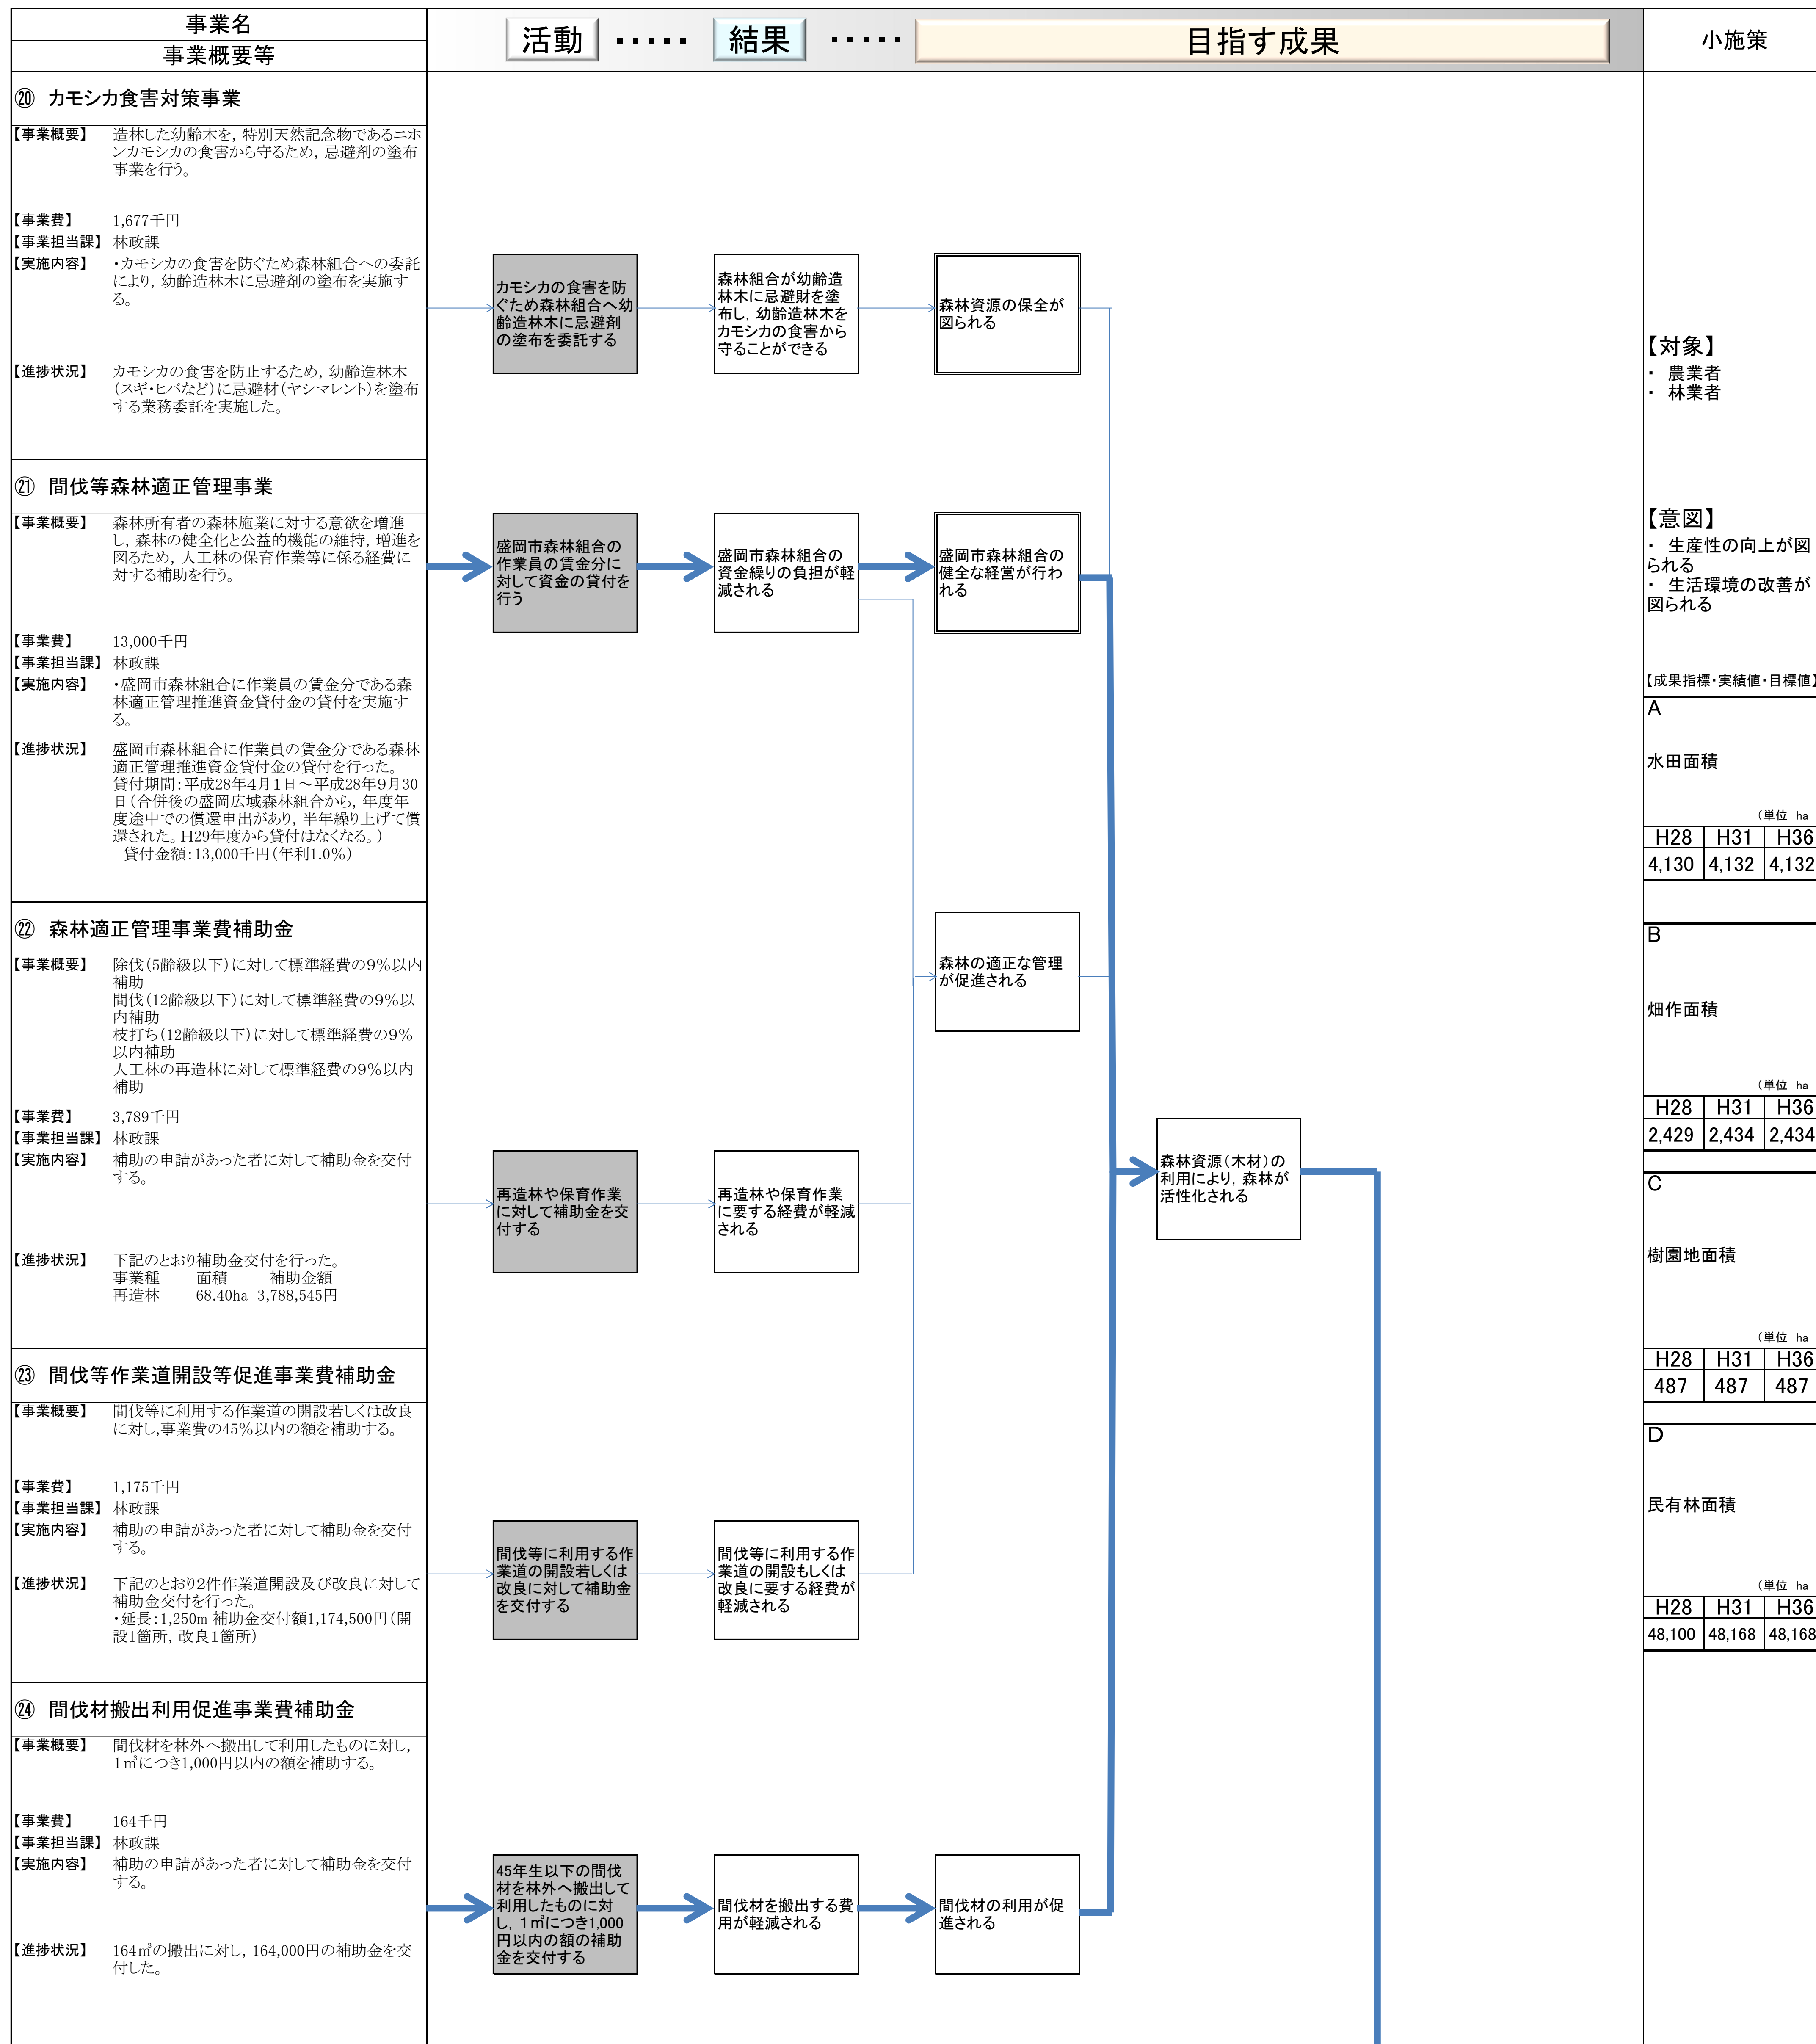 事業名
事業概要等
活動
・・・・・
結果
・・・・・
目指す成果
小施策
⑳ カモシカ食害対策事業
【事業概要】 造林した幼齢木を，特別天然記念物であるニホ
ンカモシカの食害から守るため，忌避剤の塗布
事業を行う。
【事業費】 1,677千円
【事業担当課】 林政課
【実施内容】 ・カモシカの食害を防ぐため森林組合への委託
により，幼齢造林木に忌避剤の塗布を実施す
る。
【進捗状況】 カモシカの食害を防止するため，幼齢造林木
（スギ・ヒバなど）に忌避材（ヤシマレント）を塗布
する業務委託を実施した。
カモシカの食害を防
ぐため森林組合へ幼
齢造林木に忌避剤
の塗布を委託する
森林組合が幼齢造
林木に忌避財を塗
布し，幼齢造林木を
カモシカの食害から
守ることができる
森林資源の保全が
図られる
㉑ 間伐等森林適正管理事業
【事業概要】 森林所有者の森林施業に対する意欲を増進
し，森林の健全化と公益的機能の維持，増進を
図るため，人工林の保育作業等に係る経費に
対する補助を行う。
【事業費】 13,000千円
【事業担当課】 林政課
【実施内容】 ・盛岡市森林組合に作業員の賃金分である森
林適正管理推進資金貸付金の貸付を実施す
る。
【進捗状況】 盛岡市森林組合に作業員の賃金分である森林
適正管理推進資金貸付金の貸付を行った。
貸付期間：平成28年4月1日～平成28年9月30
日（合併後の盛岡広域森林組合から，年度年
度途中での償還申出があり，半年繰り上げて償
還された。H29年度から貸付はなくなる。）
貸付金額：13,000千円（年利1.0％）
盛岡市森林組合の
作業員の賃金分に
対して資金の貸付を
行う
盛岡市森林組合の
資金繰りの負担が軽
減される
盛岡市森林組合の
健全な経営が行わ
れる
㉒ 森林適正管理事業費補助金
【事業概要】 除伐（5齢級以下）に対して標準経費の9％以内
補助
間伐（12齢級以下）に対して標準経費の9％以
内補助
枝打ち（12齢級以下）に対して標準経費の9％
以内補助
人工林の再造林に対して標準経費の9％以内
補助
【事業費】 3,789千円
【事業担当課】 林政課
【実施内容】 補助の申請があった者に対して補助金を交付
する。
【進捗状況】 下記のとおり補助金交付を行った。
事業種 面積 補助金額
再造林 68.40ha 3,788,545円
再造林や保育作業
に対して補助金を交
付する
再造林や保育作業
に要する経費が軽減
される
森林の適正な管理
が促進される
森林資源（木材）の
利用により，森林が
活性化される
㉓ 間伐等作業道開設等促進事業費補助金
【事業概要】 間伐等に利用する作業道の開設若しくは改良
に対し,事業費の45％以内の額を補助する。
【事業費】 1,175千円
【事業担当課】 林政課
【実施内容】 補助の申請があった者に対して補助金を交付
する。
【進捗状況】 下記のとおり2件作業道開設及び改良に対して
補助金交付を行った。
・延長：1,250m 補助金交付額1,174,500円（開
設1箇所，改良１箇所）
間伐等に利用する作
業道の開設若しくは
改良に対して補助金
を交付する
間伐等に利用する作
業道の開設もしくは
改良に要する経費が
軽減される
㉔ 間伐材搬出利用促進事業費補助金
【事業概要】 間伐材を林外へ搬出して利用したものに対し，
１㎥につき1,000円以内の額を補助する。
【事業費】 164千円
【事業担当課】 林政課
【実施内容】 補助の申請があった者に対して補助金を交付
する。
【進捗状況】 164㎥の搬出に対し，164,000円の補助金を交
付した。
45年生以下の間伐
材を林外へ搬出して
利用したものに対
し，１㎥につき1,000
円以内の額の補助
金を交付する
間伐材を搬出する費
用が軽減される
間伐材の利用が促
進される
【対象】
・ 農業者
・ 林業者
【意図】
・ 生産性の向上が図
られる
・ 生活環境の改善が
図られる
【成果指標・実績値・目標値】
A
水田面積
（単位 ha
H28 H31 H36
4,130 4,132 4,132
B
畑作面積
（単位 ha
H28 H31 H36
2,429 2,434 2,434
C
樹園地面積
（単位 ha
H28 H31 H36
487 487 487
D
民有林面積
（単位 ha
H28 H31 H36
48,100 48,168 48,168